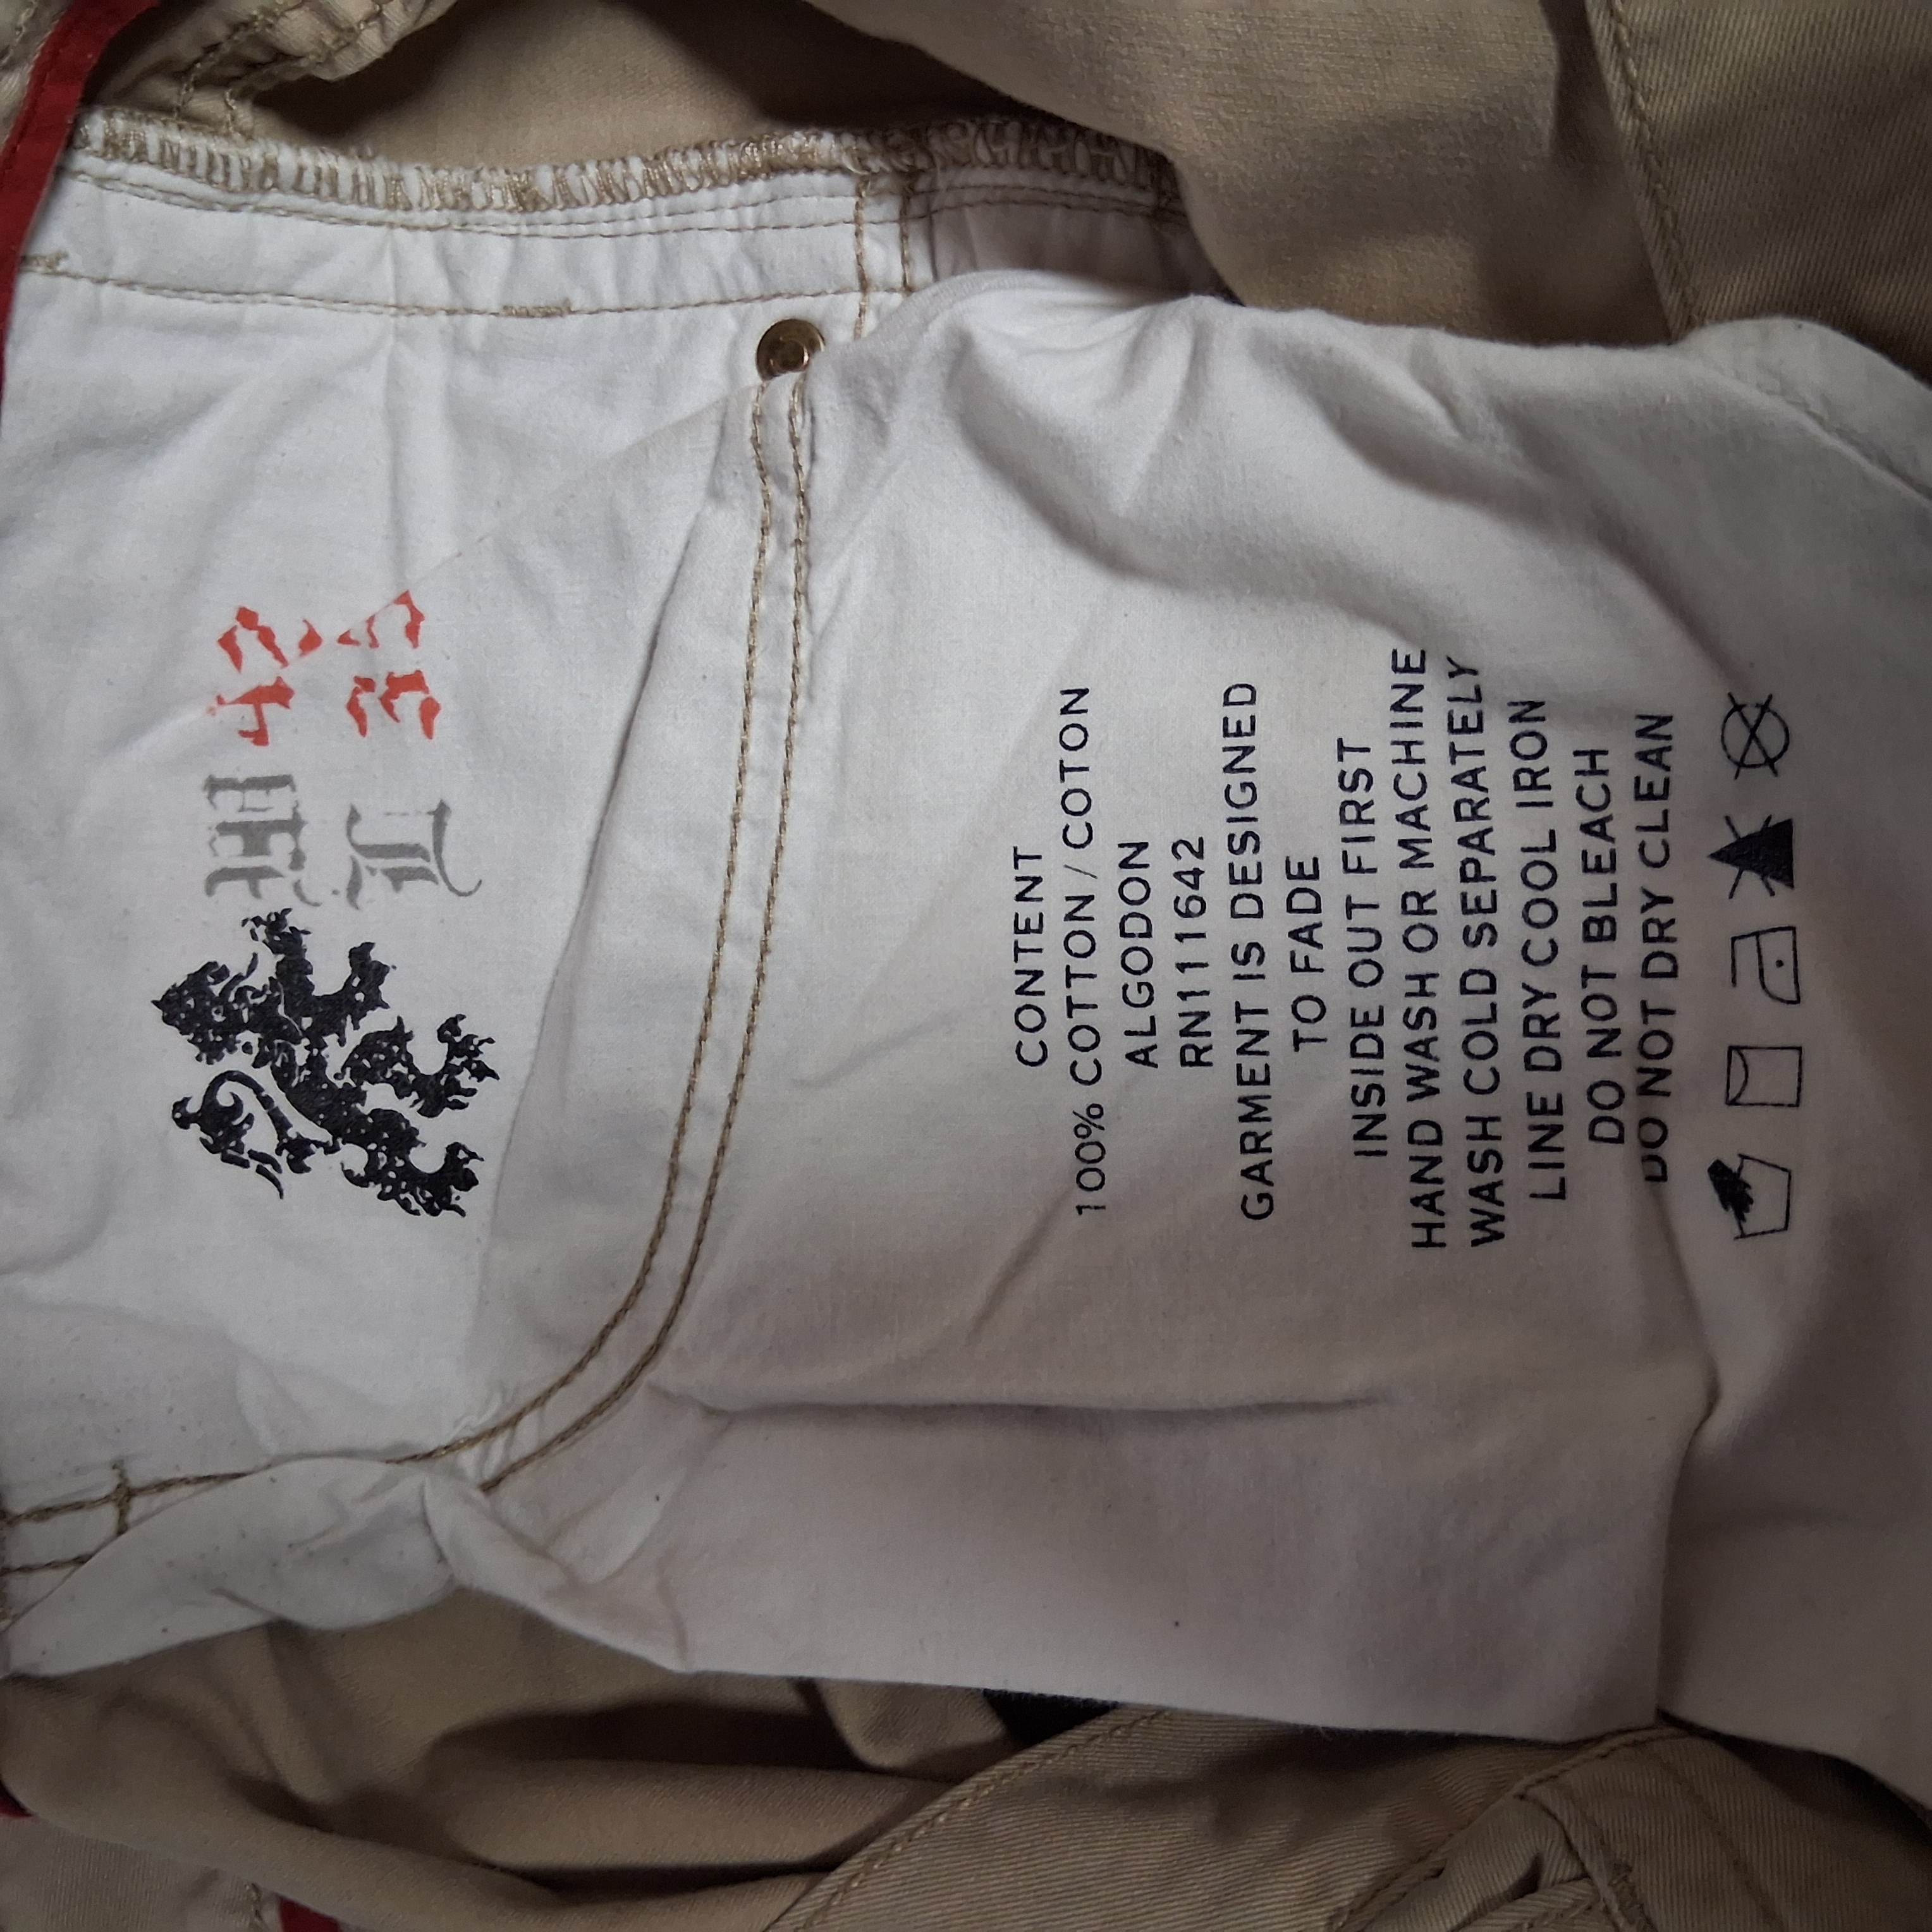 W 42
L 35
CONTENT
100% COTTON / COTON
ALGODON
RN111642
GARMENT IS DESIGNED
TO FADE
INSIDE OUT FIRST
HAND WASH OR MACHINE
WASH COLD SEPARATELY
LINE DRY COOL IRON
DO NOT BLEACH
DO NOT DRY CLEAN